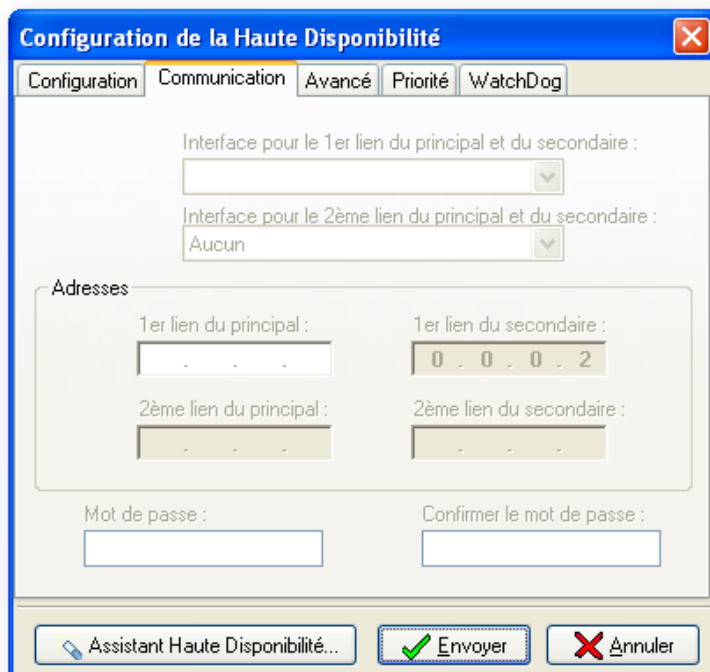 Configuration de la Haute Disponibilité
Configuration Communication Avancé Priorité WatchDog
Interface pour le 1er lien du principal et du secondaire :
Interface pour le 2ème lien du principal et du secondaire :
Aucun
Adresses
1er lien du principal : 1er lien du secondaire :
. . . 0 . 0 . 0 . 2
2ème lien du principal : 2ème lien du secondaire :
. . . . . .
Mot de passe : Confirmer le mot de passe :
Assistant Haute Disponibilité... Envoyer Annuler